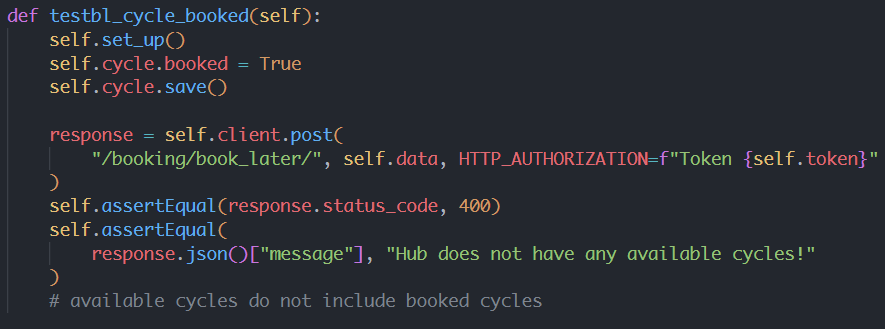 def testbl_cycle_booked(self):
    self.set_up()
    self.cycle.booked = True
    self.cycle.save()

    response = self.client.post(
        "/booking/book_later/", self.data, HTTP_AUTHORIZATION=f"Token {self.token}"
    )
    self.assertEqual(response.status_code, 400)
    self.assertEqual(
        response.json()["message"], "Hub does not have any available cycles!"
    )
    # available cycles do not include booked cycles